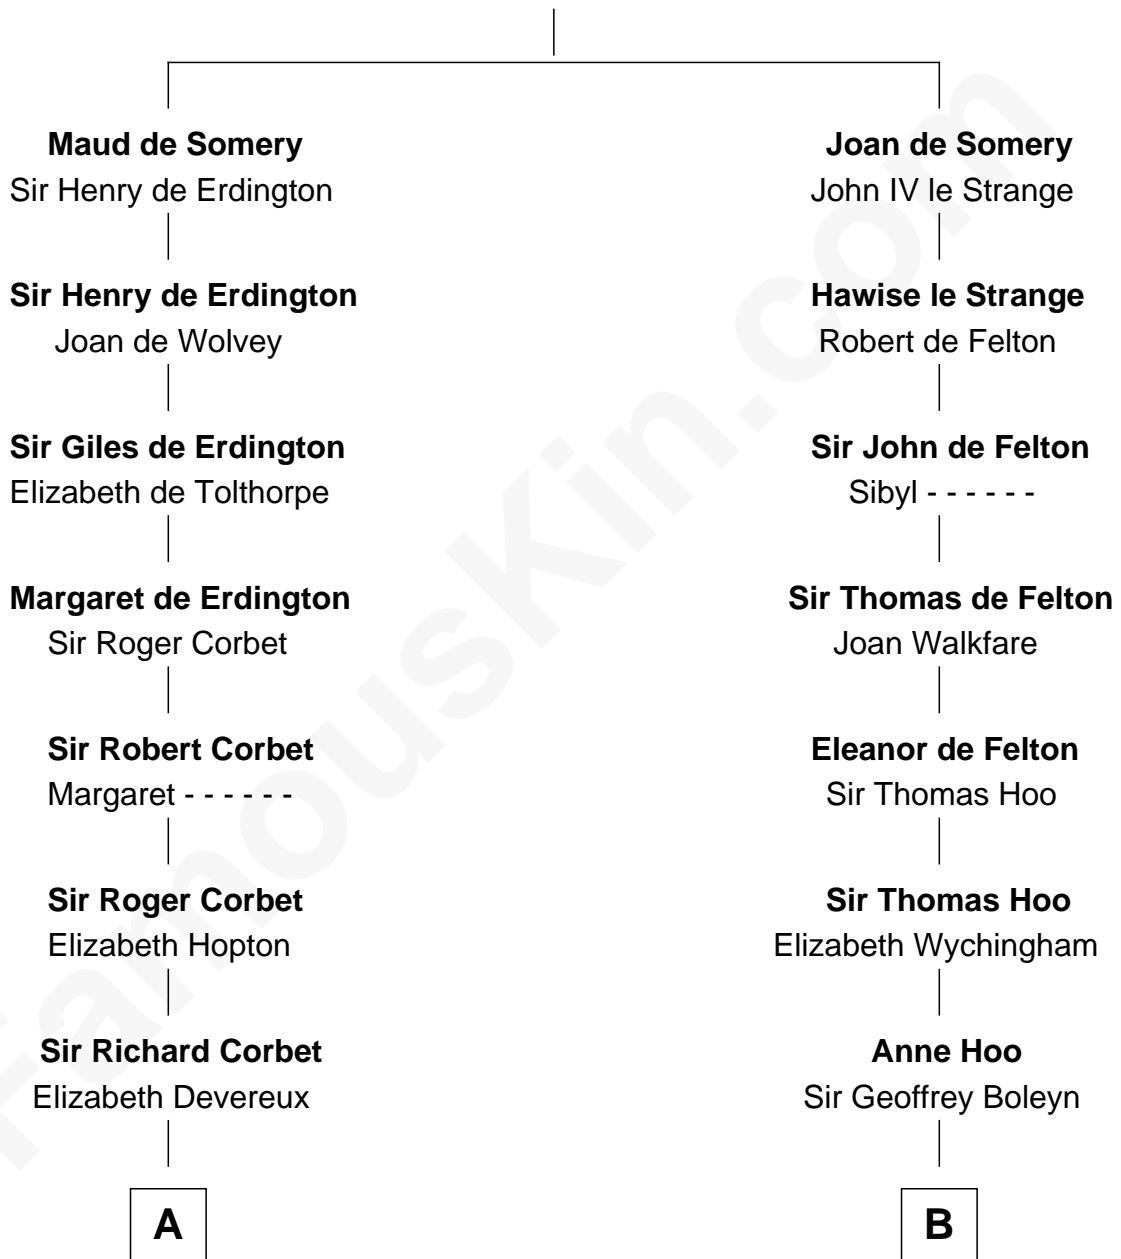 Maud de Somery
Sir Henry de Erdington
Sir Henry de Erdington
Joan de Wolvey
Sir Giles de Erdington
Elizabeth de Tolthorpe
Margaret de Erdington
Sir Roger Corbet
Sir Robert Corbet
Margaret - - - - - -
Sir Roger Corbet
Elizabeth Hopton
Sir Richard Corbet
Elizabeth Devereux
A
Joan de Somery
John IV le Strange
Hawise le Strange
Robert de Felton
Sir John de Felton
Sibyl - - - - - -
Sir Thomas de Felton
Joan Walkfare
Eleanor de Felton
Sir Thomas Hoo
Sir Thomas Hoo
Elizabeth Wychingham
Anne Hoo
Sir Geoffrey Boleyn
B
FamousKin.com